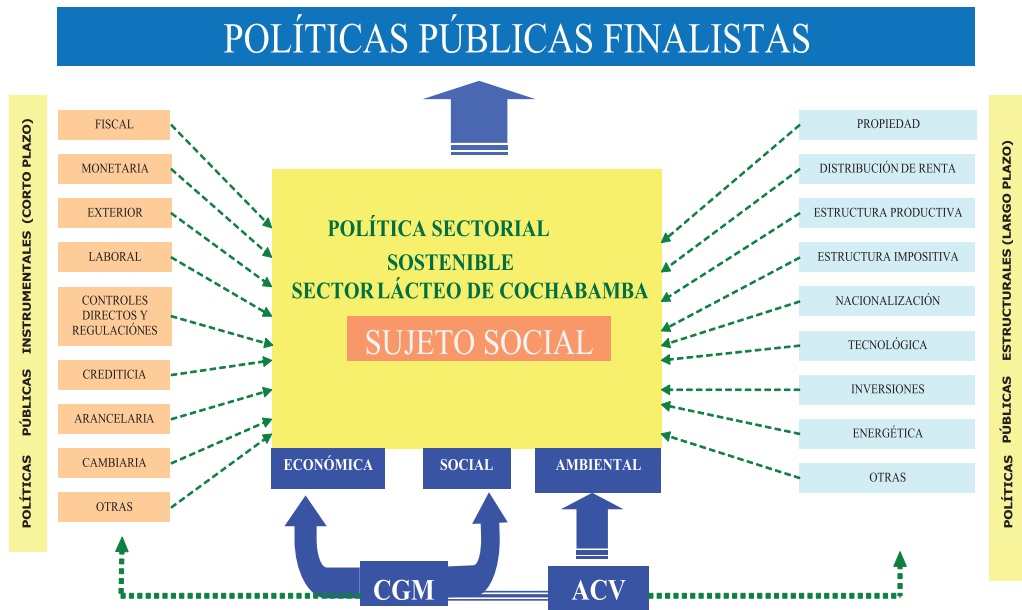 POLÍTICAS PÚBLICAS FINALISTAS
POLÍTICAS PÚBLICAS INSTRUMENTALES (CORTO PLAZO)
FISCAL
MONETARIA
EXTERIOR
LABORAL
CONTROLES
DIRECTOS Y
REGULACIÓNES
CREDITICIA
ARANCELARIA
CAMBIARIA
OTRAS
POLÍTICA SECTORIAL
SOSTENIBLE
SECTOR LÁCTEO DE COCHABAMBA
SUJETO SOCIAL
ECONÓMICA
SOCIAL
AMBIENTAL
CGM
ACV
PROPIEDAD
DISTRIBUCIÓN DE RENTA
ESTRUCTURA PRODUCTIVA
ESTRUCTURA IMPOSITIVA
NACIONALIZACIÓN
TECNOLÓGICA
INVERSIONES
ENERGÉTICA
OTRAS
POLÍTICAS PÚBLICAS ESTRUCTURALES (LARGO PLAZO)